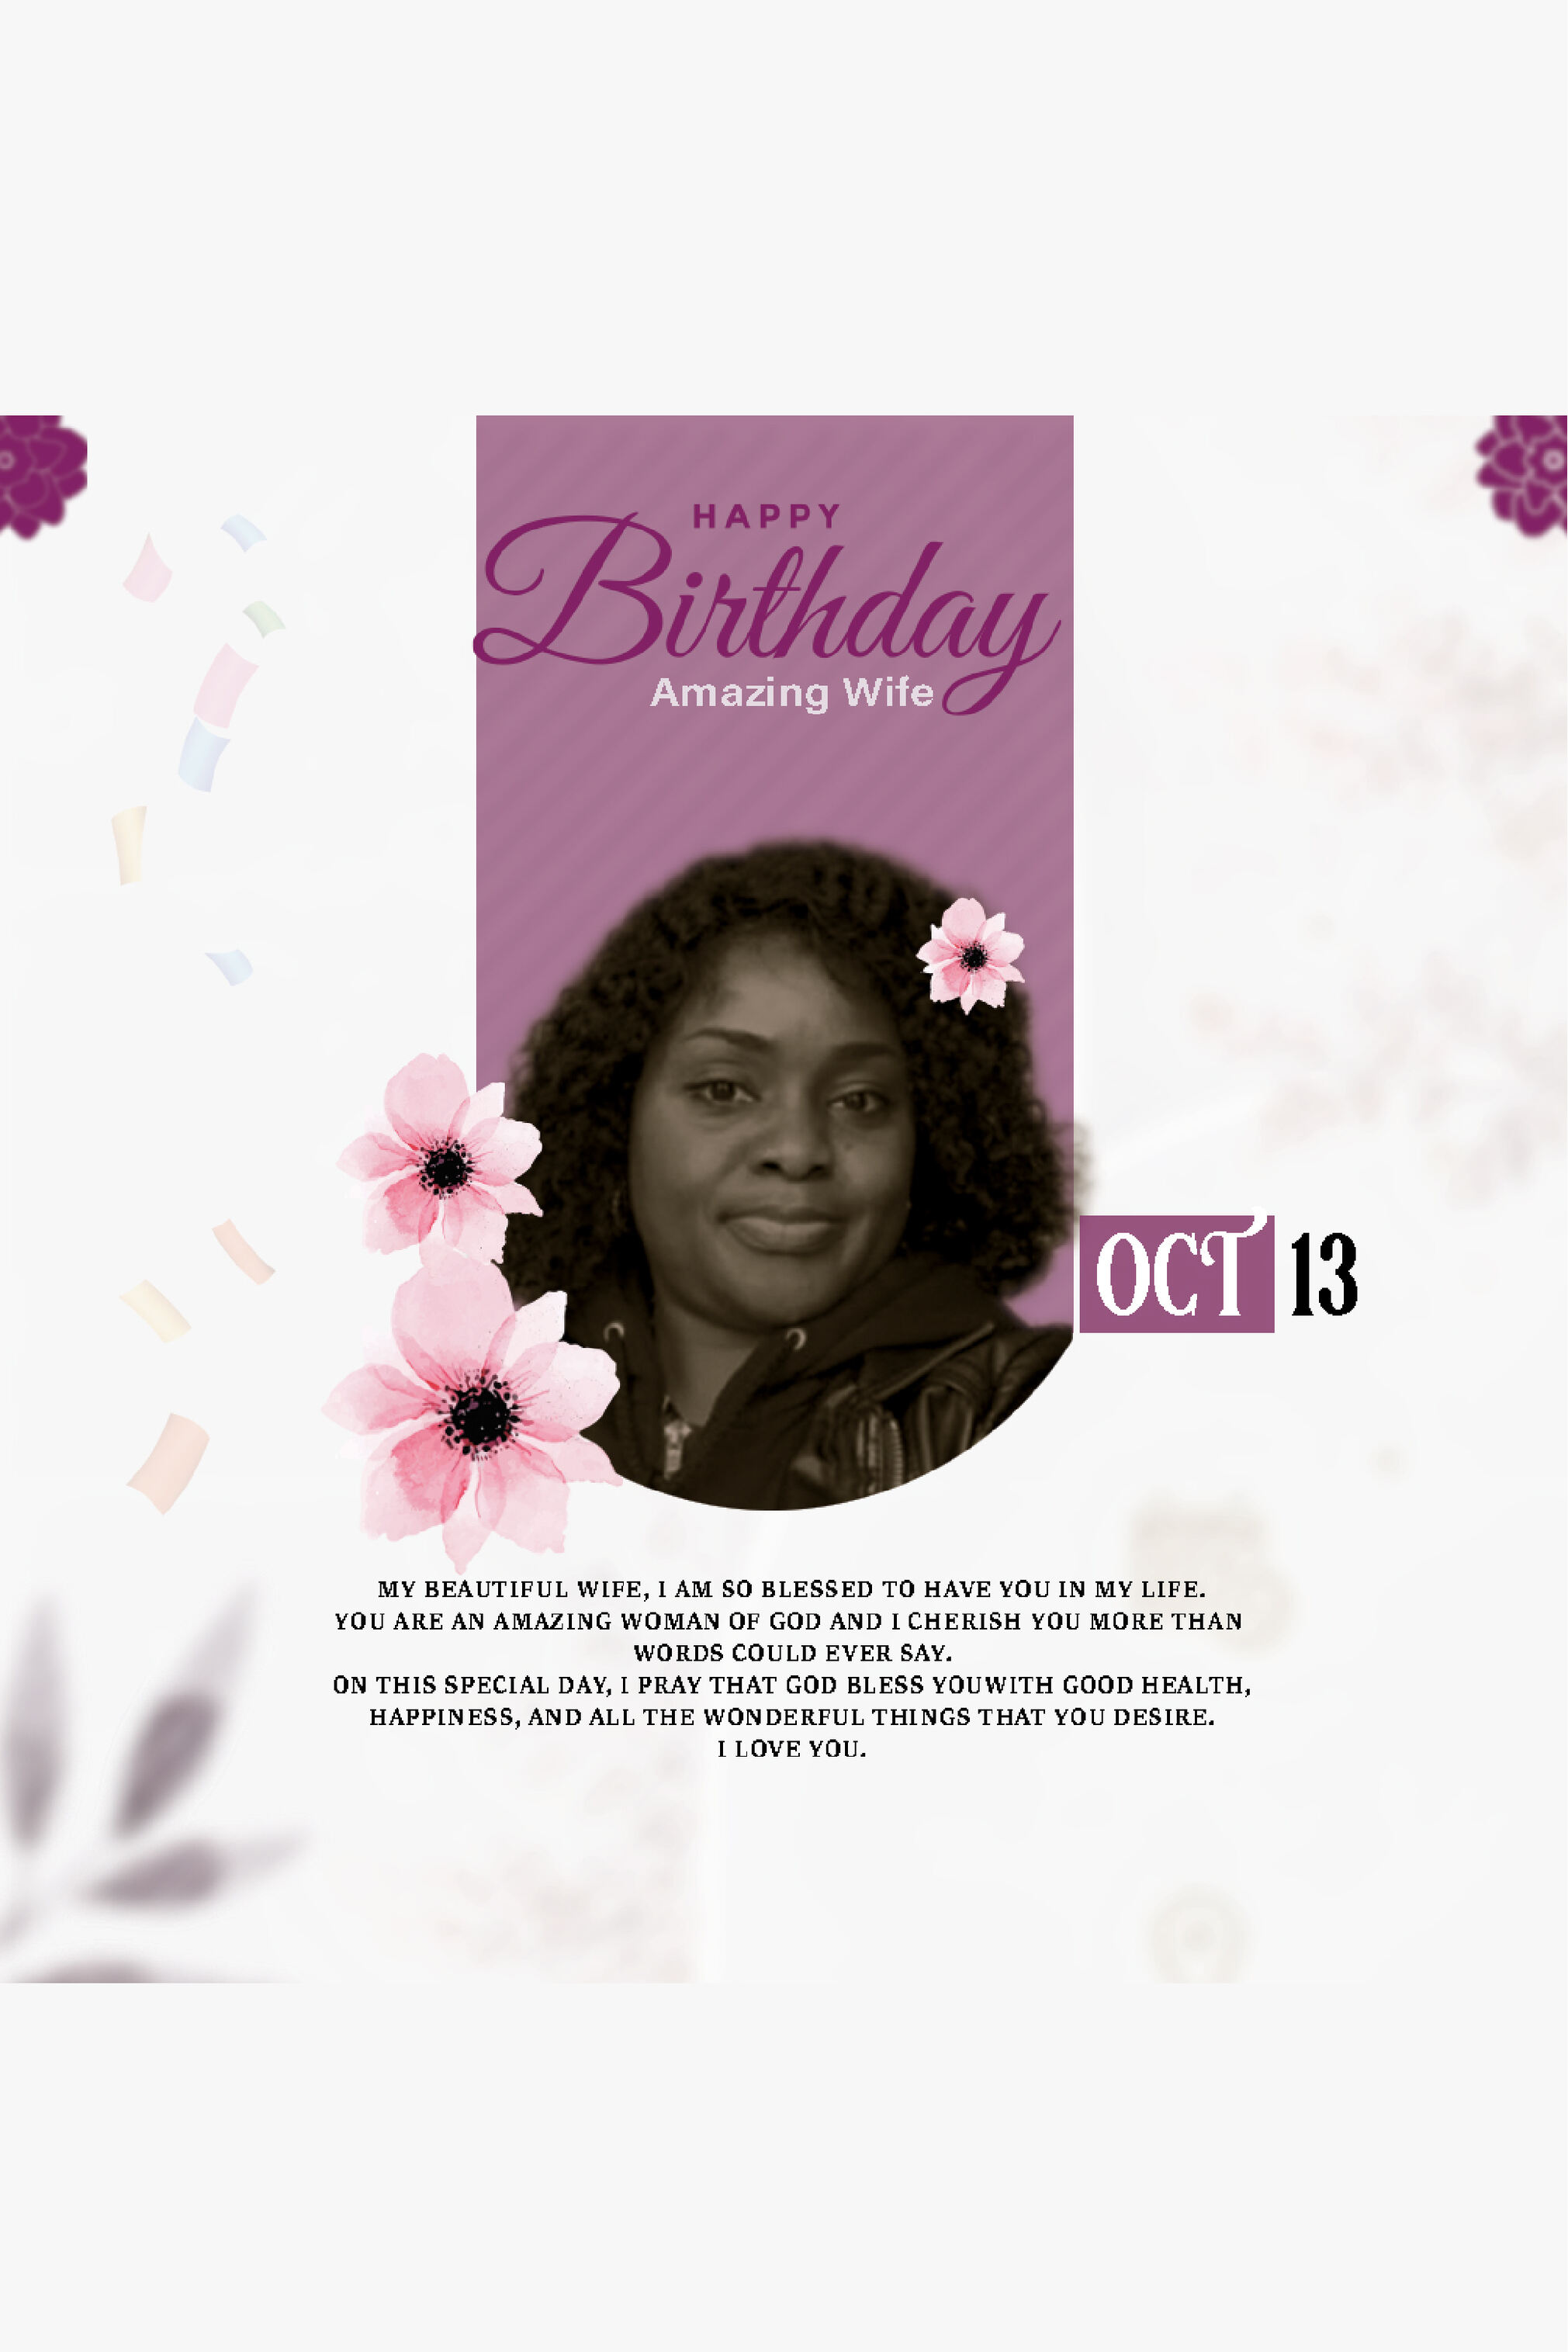 HAPPY
Birthday
Amazing Wife
OCT 13
MY BEAUTIFUL WIFE, I AM SO BLESSED TO HAVE YOU IN MY LIFE.
YOU ARE AN AMAZING WOMAN OF GOD AND I CHERISH YOU MORE THAN
WORDS COULD EVER SAY.
ON THIS SPECIAL DAY, I PRAY THAT GOD BLESS YOUWITH GOOD HEALTH,
HAPPINESS, AND ALL THE WONDERFUL THINGS THAT YOU DESIRE.
I LOVE YOU.